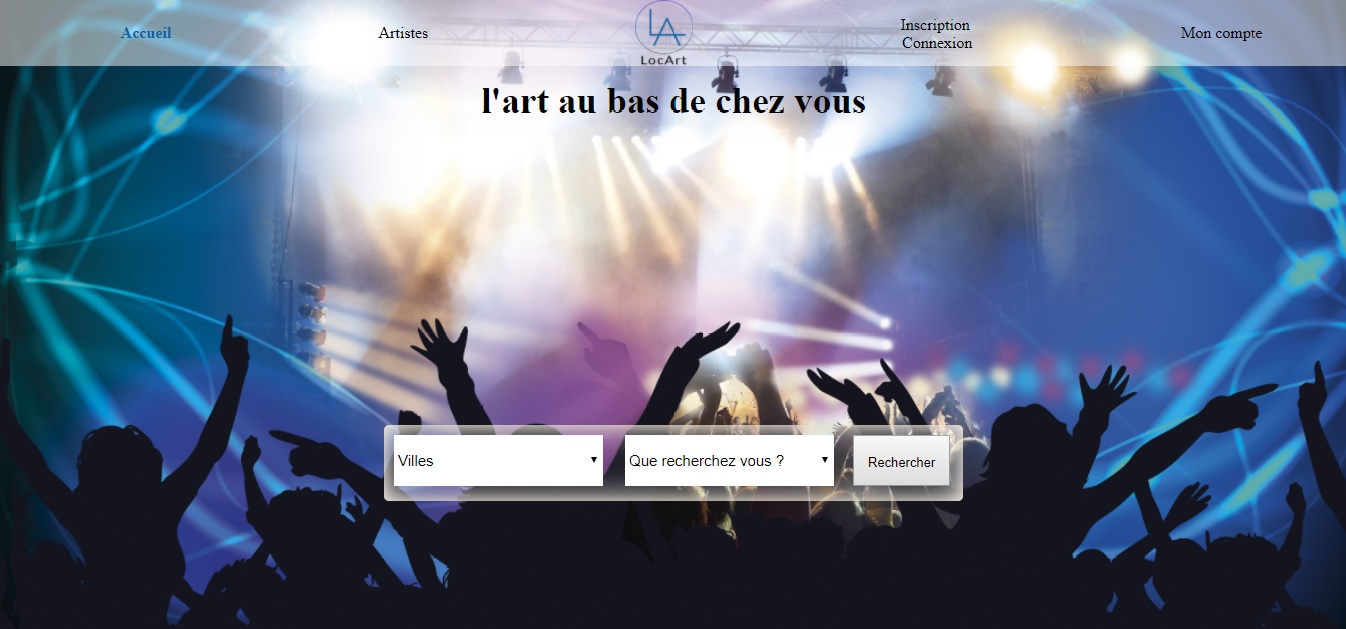 Accueil
Artistes
LA
LocArt
Inscription
Connexion
Mon compte
l'art au bas de chez vous
Villes
Que recherchez vous ?
Rechercher